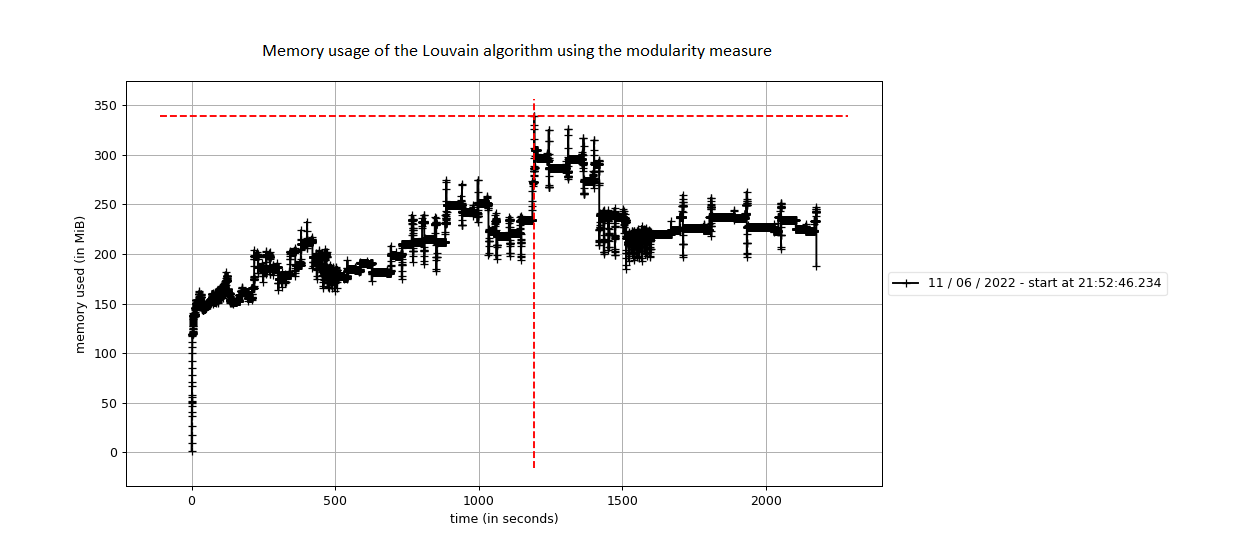 Memory usage of the Louvain algorithm using the modularity measure
350
300
250
200
150
100
50
0
memory used (in MiB)
0 500 1000 1500 2000
time (in seconds)
11 / 06 / 2022 - start at 21:52:46.234